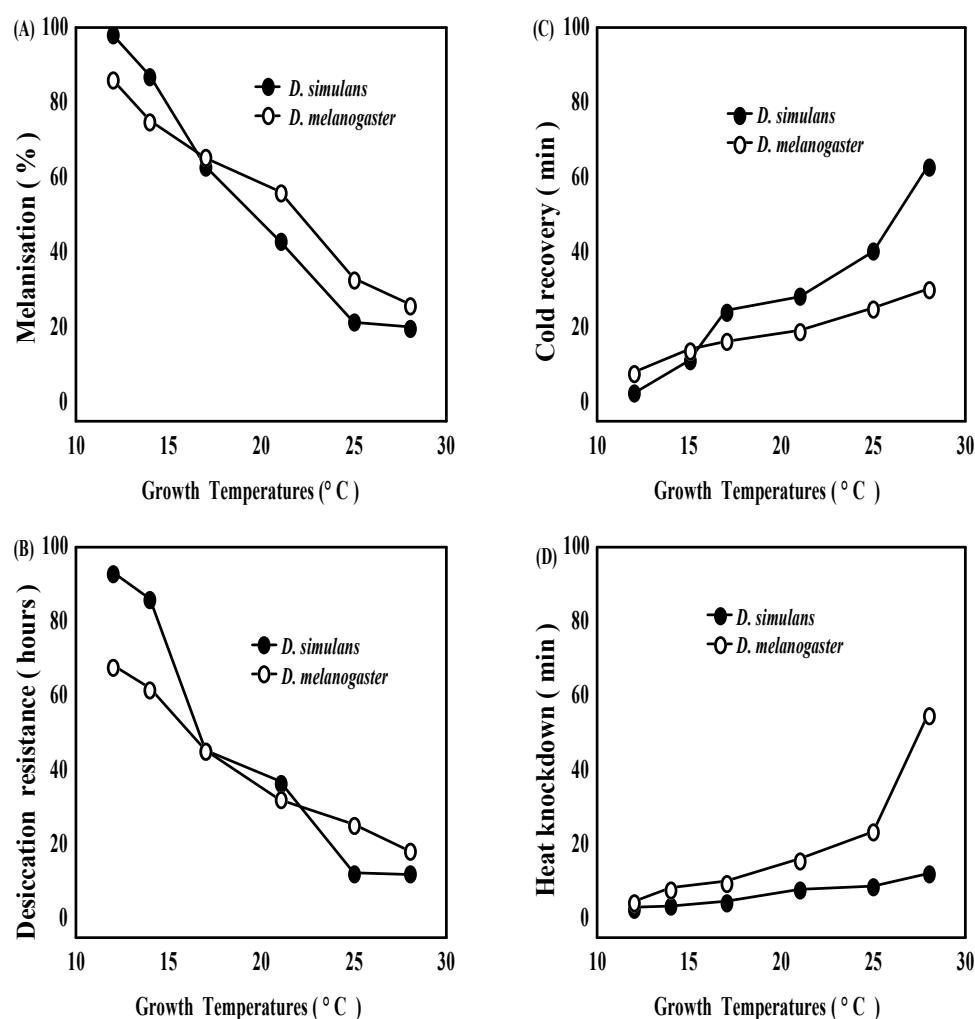 (A)
100
80
60
40
20
0
Melanisation ( % )
D. simulans
D. melanogaster
10 15 20 25 30
Growth Temperatures ( ° C )
(C)
100
80
60
40
20
0
Cold recovery ( min )
D. simulans
D. melanogaster
10 15 20 25 30
Growth Temperatures ( ° C )
(B)
100
80
60
40
20
0
Desiccation resistance ( hours )
D. simulans
D. melanogaster
10 15 20 25 30
Growth Temperatures ( ° C )
(D)
100
80
60
40
20
0
Heat knockdown ( min )
D. simulans
D. melanogaster
10 15 20 25 30
Growth Temperatures ( ° C )